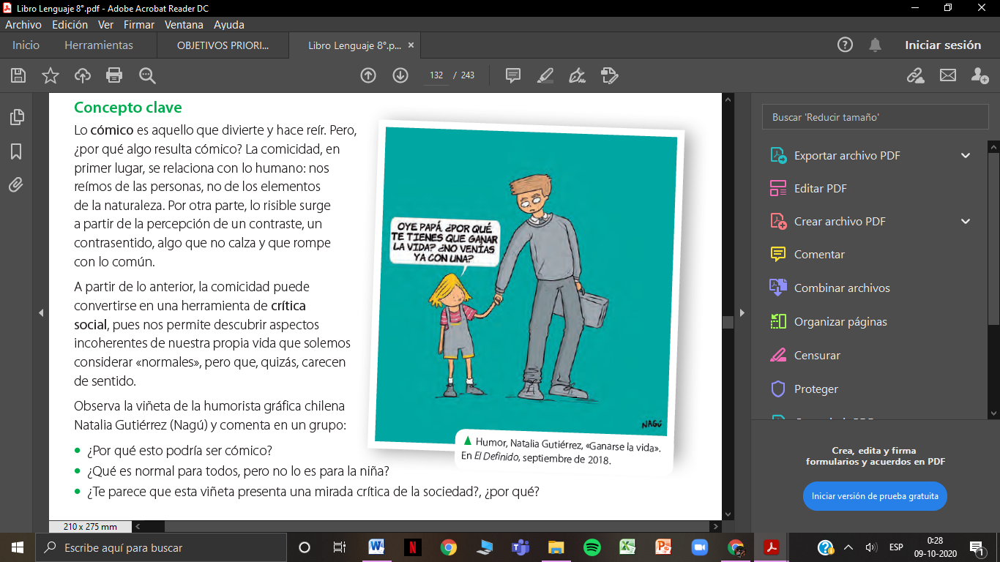 Libro Lenguaje 8°.pdf - Adobe Acrobat Reader DC
Archivo Edición Ver Firmar Ventana Ayuda
Inicio Herramientas OBJETIVOS PRIORI... Libro Lenguaje 8°.p... × Iniciar sesión
132 / 243
Concepto clave
Lo cómico es aquello que divierte y hace reír. Pero,
¿por qué algo resulta cómico? La comicidad, en
primer lugar, se relaciona con lo humano: nos
reímos de las personas, no de los elementos
de la naturaleza. Por otra parte, lo risible surge
a partir de la percepción de un contraste, un
contrasentido, algo que no calza y que rompe
con lo común.
A partir de lo anterior, la comicidad puede
convertirse en una herramienta de crítica
social, pues nos permite descubrir aspectos
incoherentes de nuestra propia vida que solemos
considerar «normales», pero que, quizás, carecen
de sentido.
Observa la viñeta de la humorista gráfica chilena
Natalia Gutiérrez (Nagú) y comenta en un grupo:
• ¿Por qué esto podría ser cómico?
• ¿Qué es normal para todos, pero no lo es para la niña?
• ¿Te parece que esta viñeta presenta una mirada crítica de la sociedad?, ¿por qué?
OYE PAPÁ, ¿POR QUÉ
TE TIENES QUE GANAR
LA VIDA? ¿NO VENÍAS
YA CON UNA?
NAGÚ
Humor, Natalia Gutiérrez, «Ganarse la vida».
En El Definido, septiembre de 2018.
Buscar 'Reducir tamaño'
Exportar archivo PDF
Editar PDF
Crear archivo PDF
Comentar
Combinar archivos
Organizar páginas
Censurar
Proteger
Crea, edita y firma
formularios y acuerdos en PDF
Iniciar versión de prueba gratuita
210 x 275 mm
Escribe aquí para buscar
ESP
0:28
09-10-2020
1